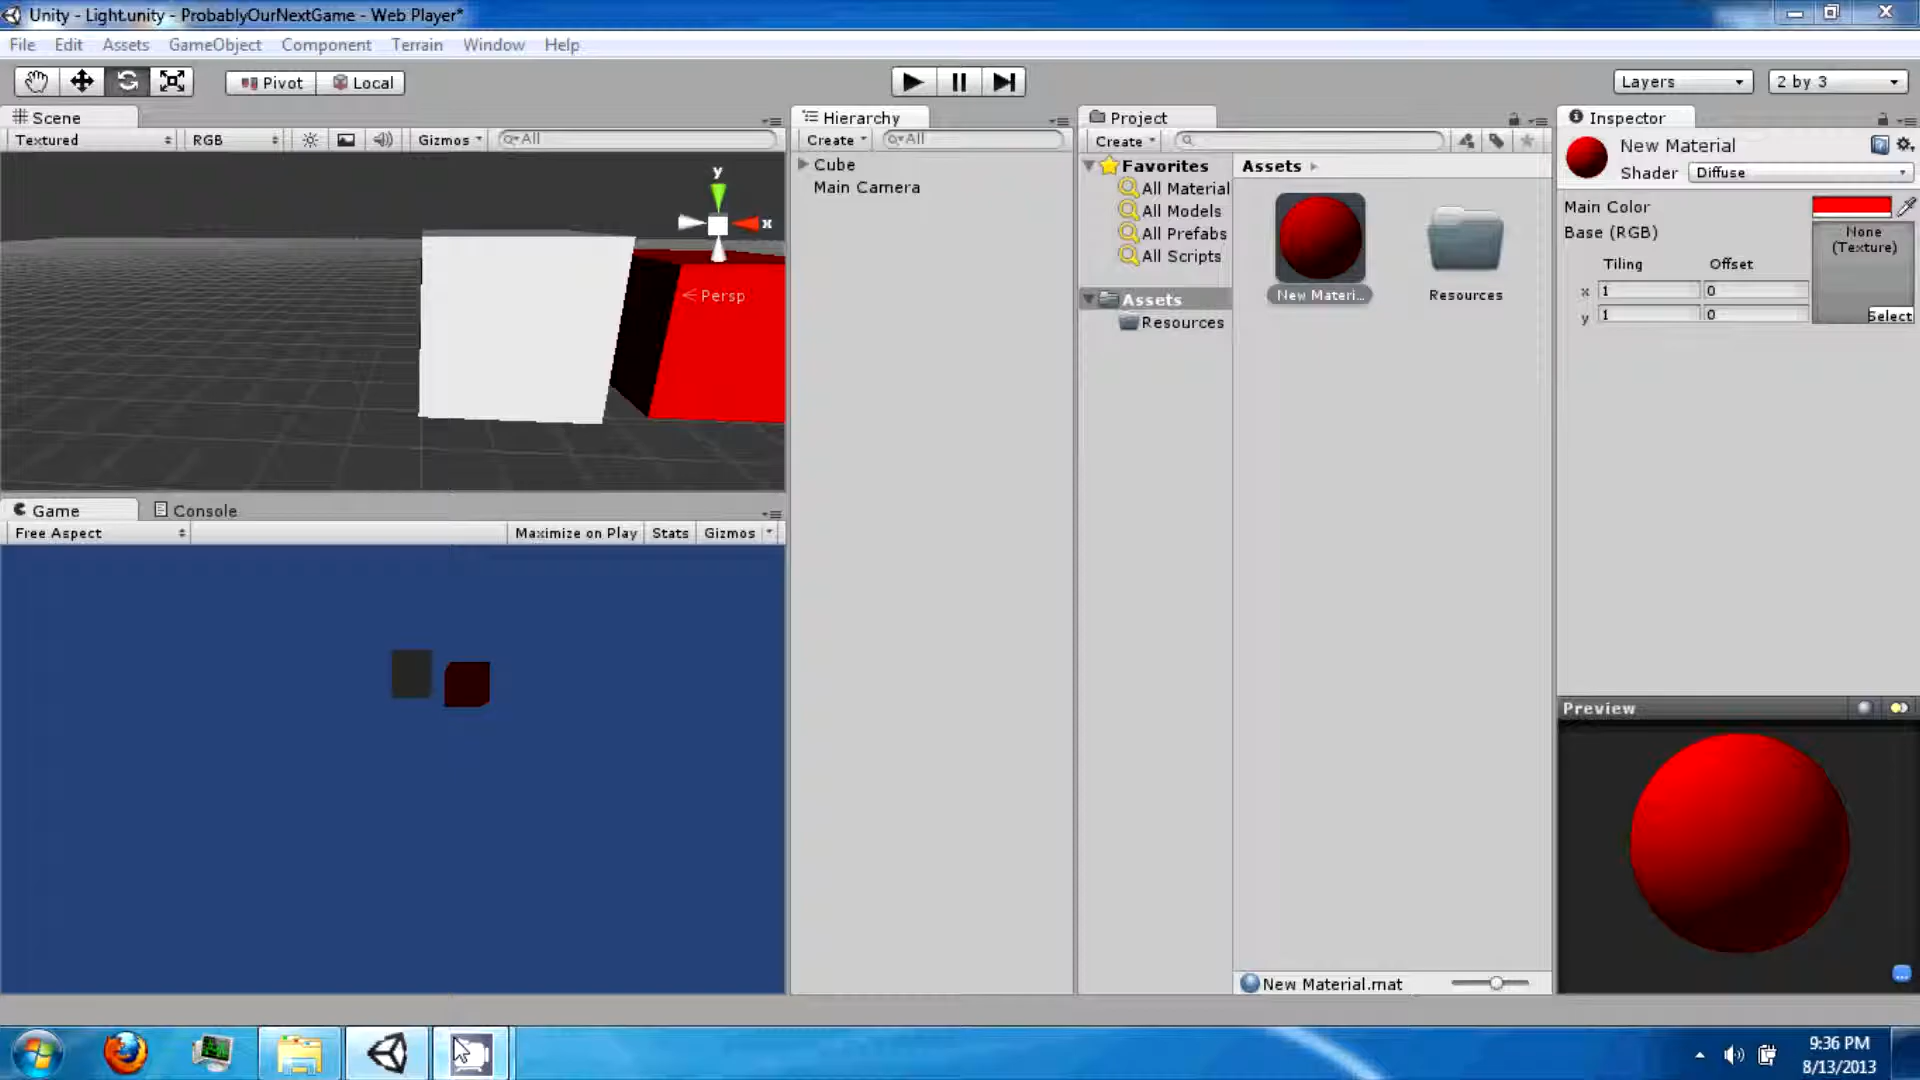 Unity - Light.unity - ProbablyOurNextGame - Web Player*
File Edit Assets GameObject Component Terrain Window Help
Pivot Local Layers 2 by 3
Scene
Textured RGB Gizmos All
y
x
Persp
Game Console
Free Aspect Maximize on Play Stats Gizmos
Hierarchy
Create All
Cube
Main Camera
Project
Create
Favorites
All Material
All Models
All Prefabs
All Scripts
Assets
Resources
Assets
New Materi...
Resources
New Material.mat
Inspector
New Material
Shader Diffuse
Main Color
Base (RGB)
None
(Texture)
Tiling Offset
x 1 0
y 1 0
Select
Preview
9:36 PM
8/13/2013